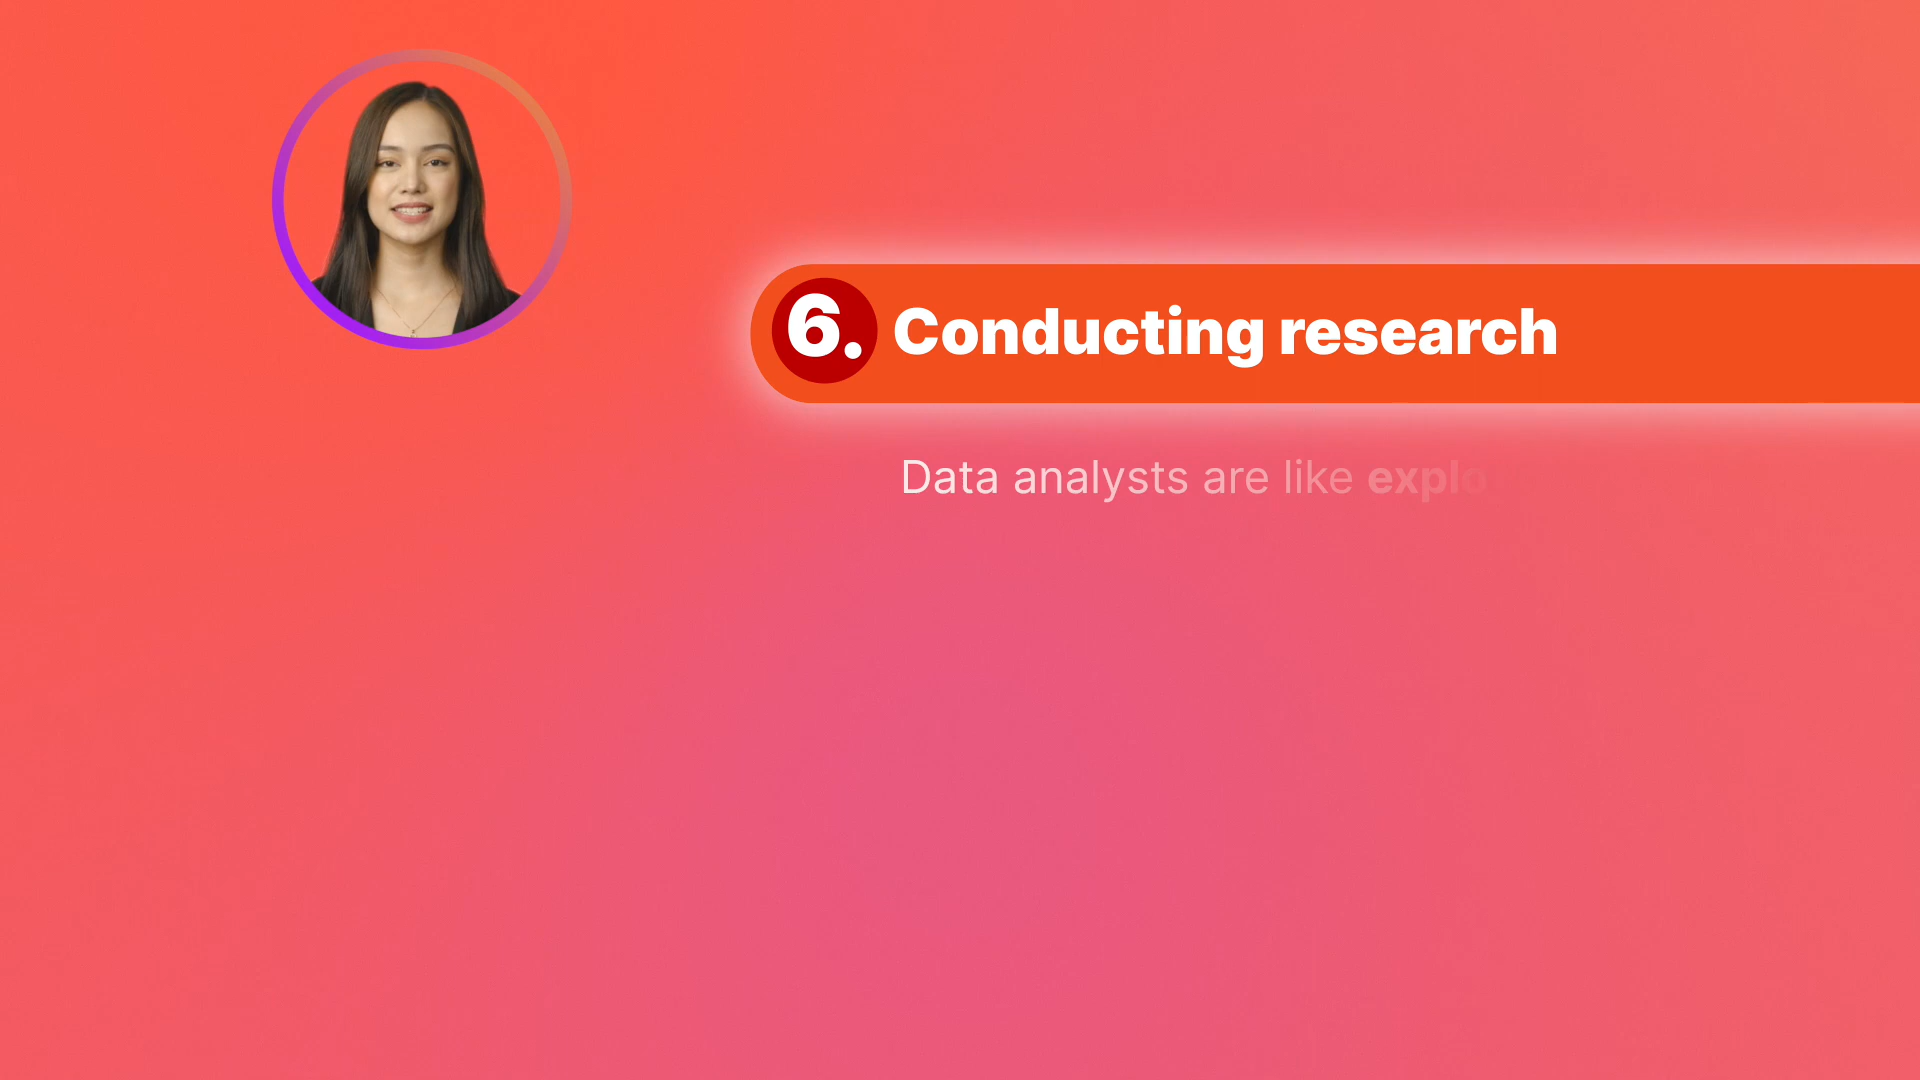 6. Conducting research
Data analysts are like